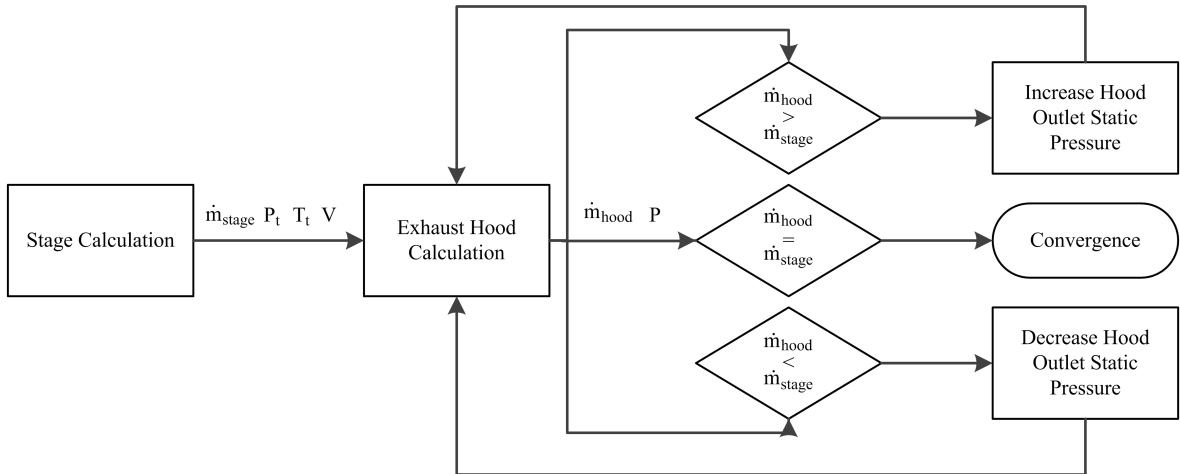 Stage Calculation
ṁstage Pt Tt V
Exhaust Hood
Calculation
ṁhood P
ṁhood
>
ṁstage
Increase Hood
Outlet Static
Pressure
ṁhood
=
ṁstage
Convergence
ṁhood
<
ṁstage
Decrease Hood
Outlet Static
Pressure